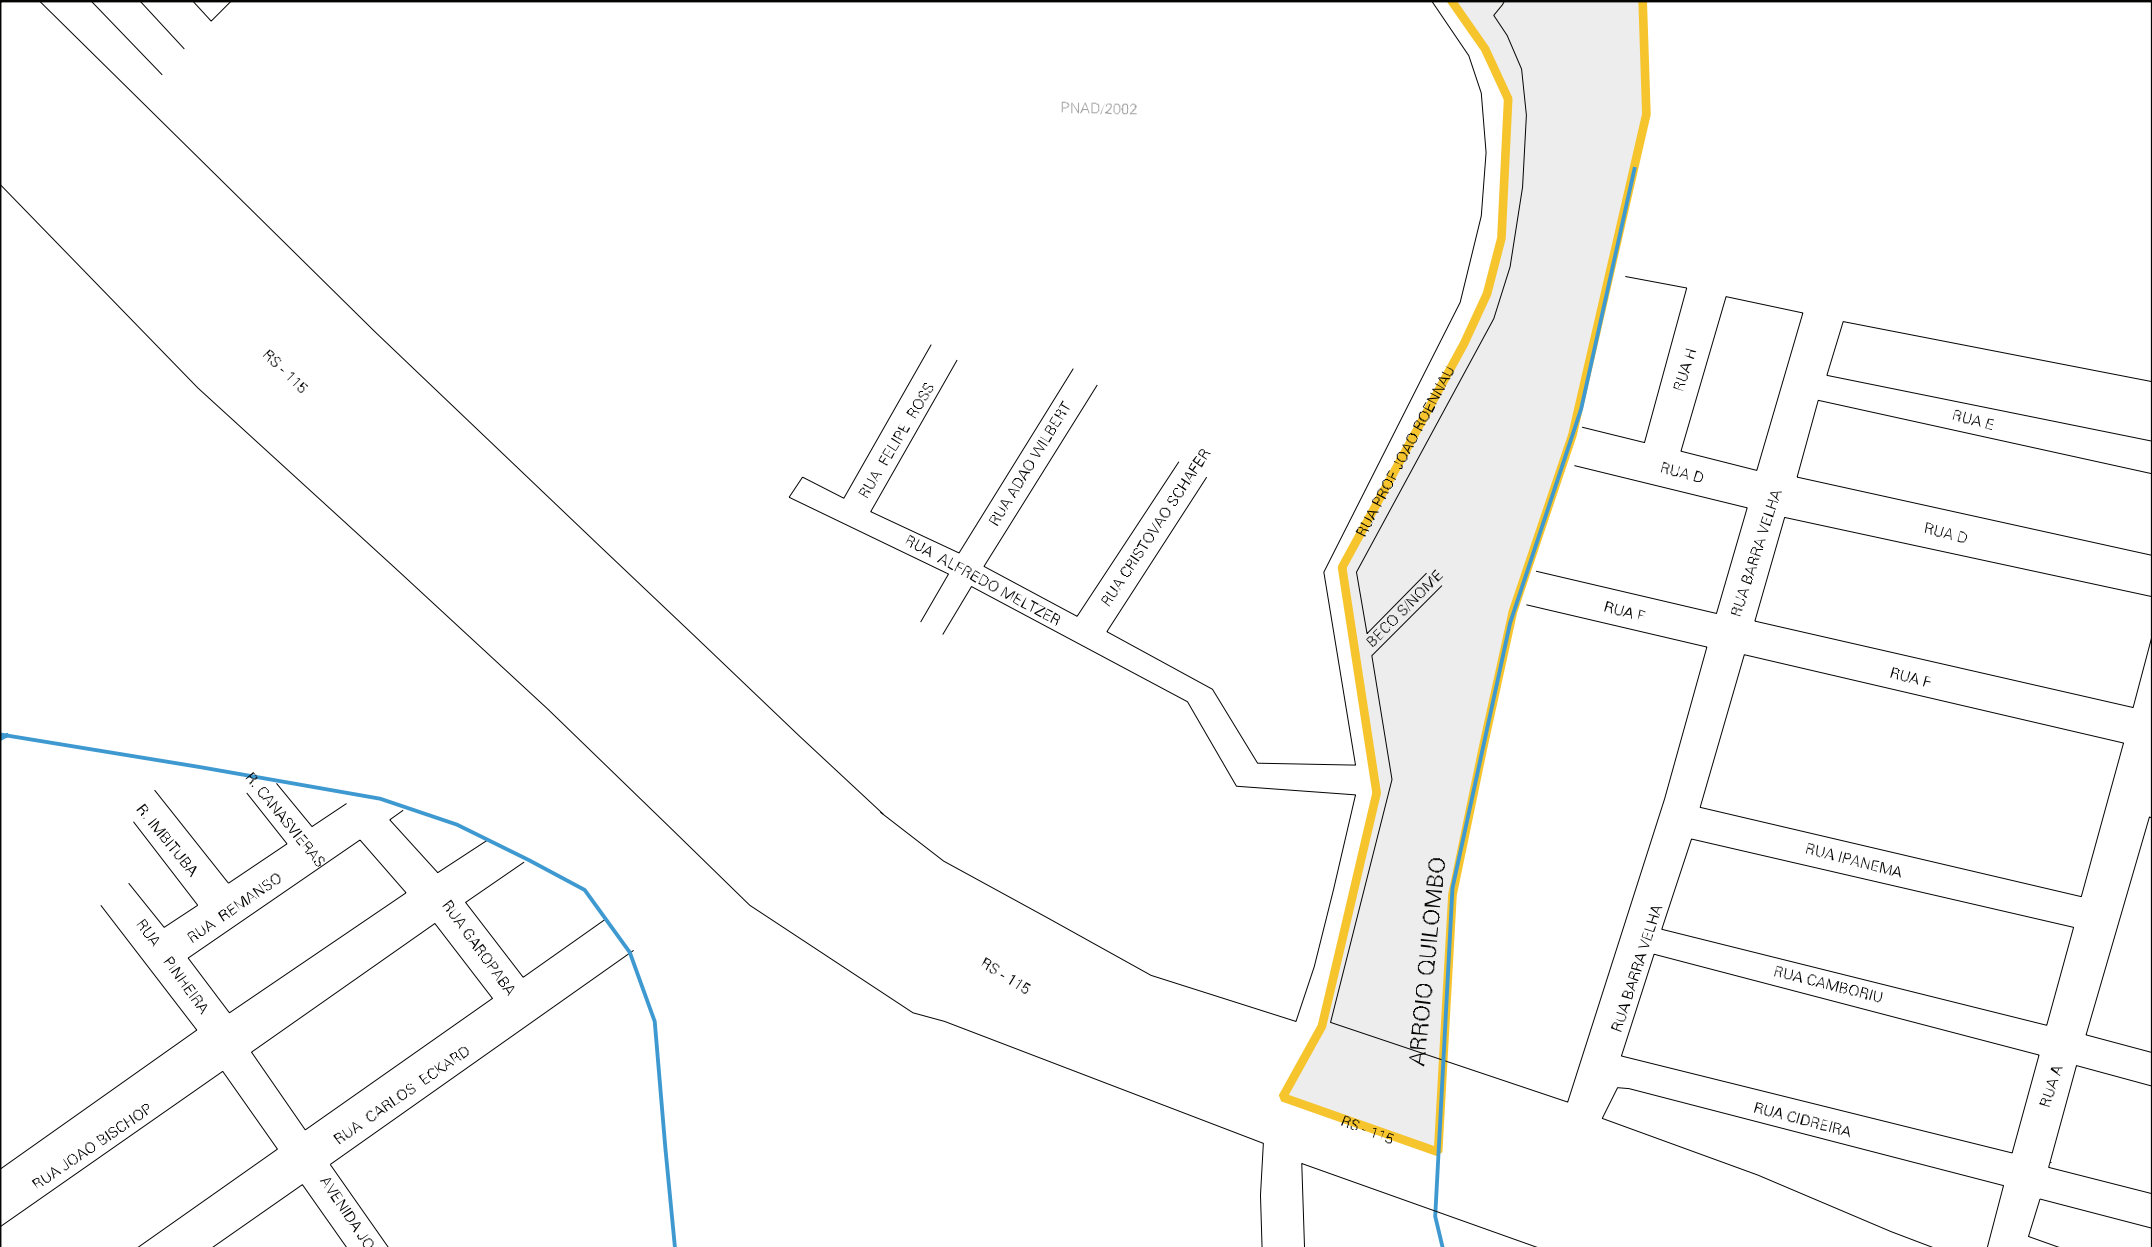 PNAD/2002
RS - 115
RUA H
RUA E
RUA FELIPE ROSS
RUA ADAO WILBERT
RUA PROF JOAO ROENNAU
RUA D
RUA CRISTOVAO SCHAFER
RUA BARRA VELHA
RUA D
RUA ALFREDO MELTZER
BECO S/NOME
RUA F
RUA F
R. CANASVIERAS
R. IMBITUBA
RUA IPANEMA
RUA REMANSO
RUA GAROPABA
RUA PINHEIRA
ARROIO QUILOMBO
RUA BARRA VELHA
RS - 115
RUA CAMBORIU
RUA CARLOS ECKARD
RUA A
RUA JOAO BISCHOP
RS - 115
RUA CIDREIRA
AVENIDA JO